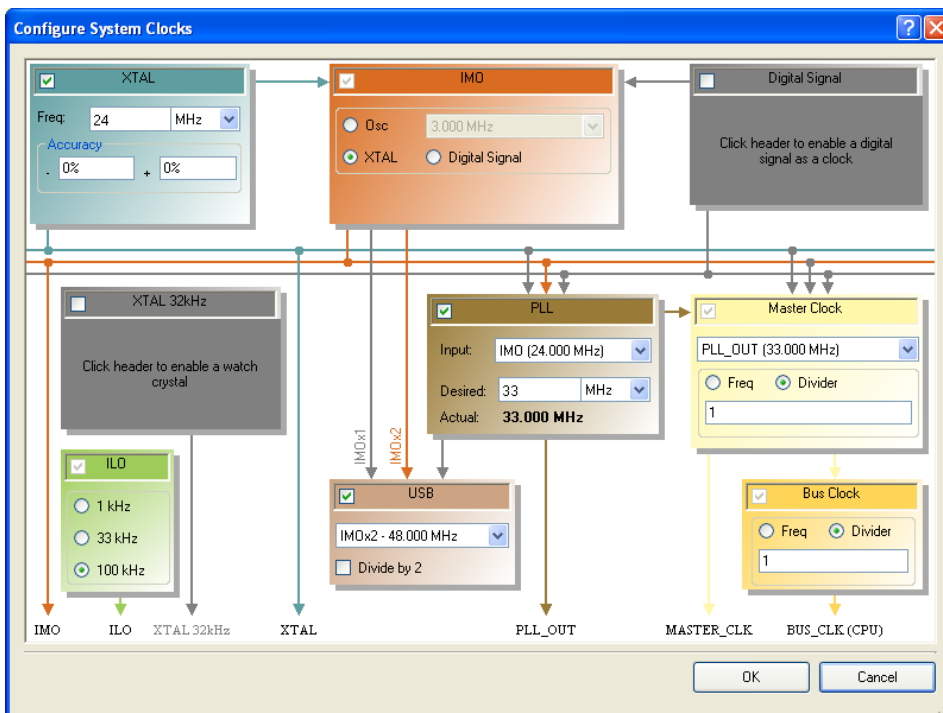 Configure System Clocks
XTAL
Freq: 24 MHz
Accuracy
- 0% + 0%
IMO
Osc 3.000 MHz
XTAL Digital Signal
Digital Signal
Click header to enable a digital
signal as a clock
XTAL 32kHz
Click header to enable a watch
crystal
PLL
Input: IMO (24.000 MHz)
Desired: 33 MHz
Actual: 33.000 MHz
Master Clock
PLL_OUT (33.000 MHz)
Freq Divider
1
IMOx1
IMOx2
ILO
1 kHz
33 kHz
100 kHz
USB
IMOx2 - 48.000 MHz
Divide by 2
Bus Clock
Freq Divider
1
IMO ILO XTAL 32kHz XTAL PLL_OUT MASTER_CLK BUS_CLK (CPU)
OK Cancel